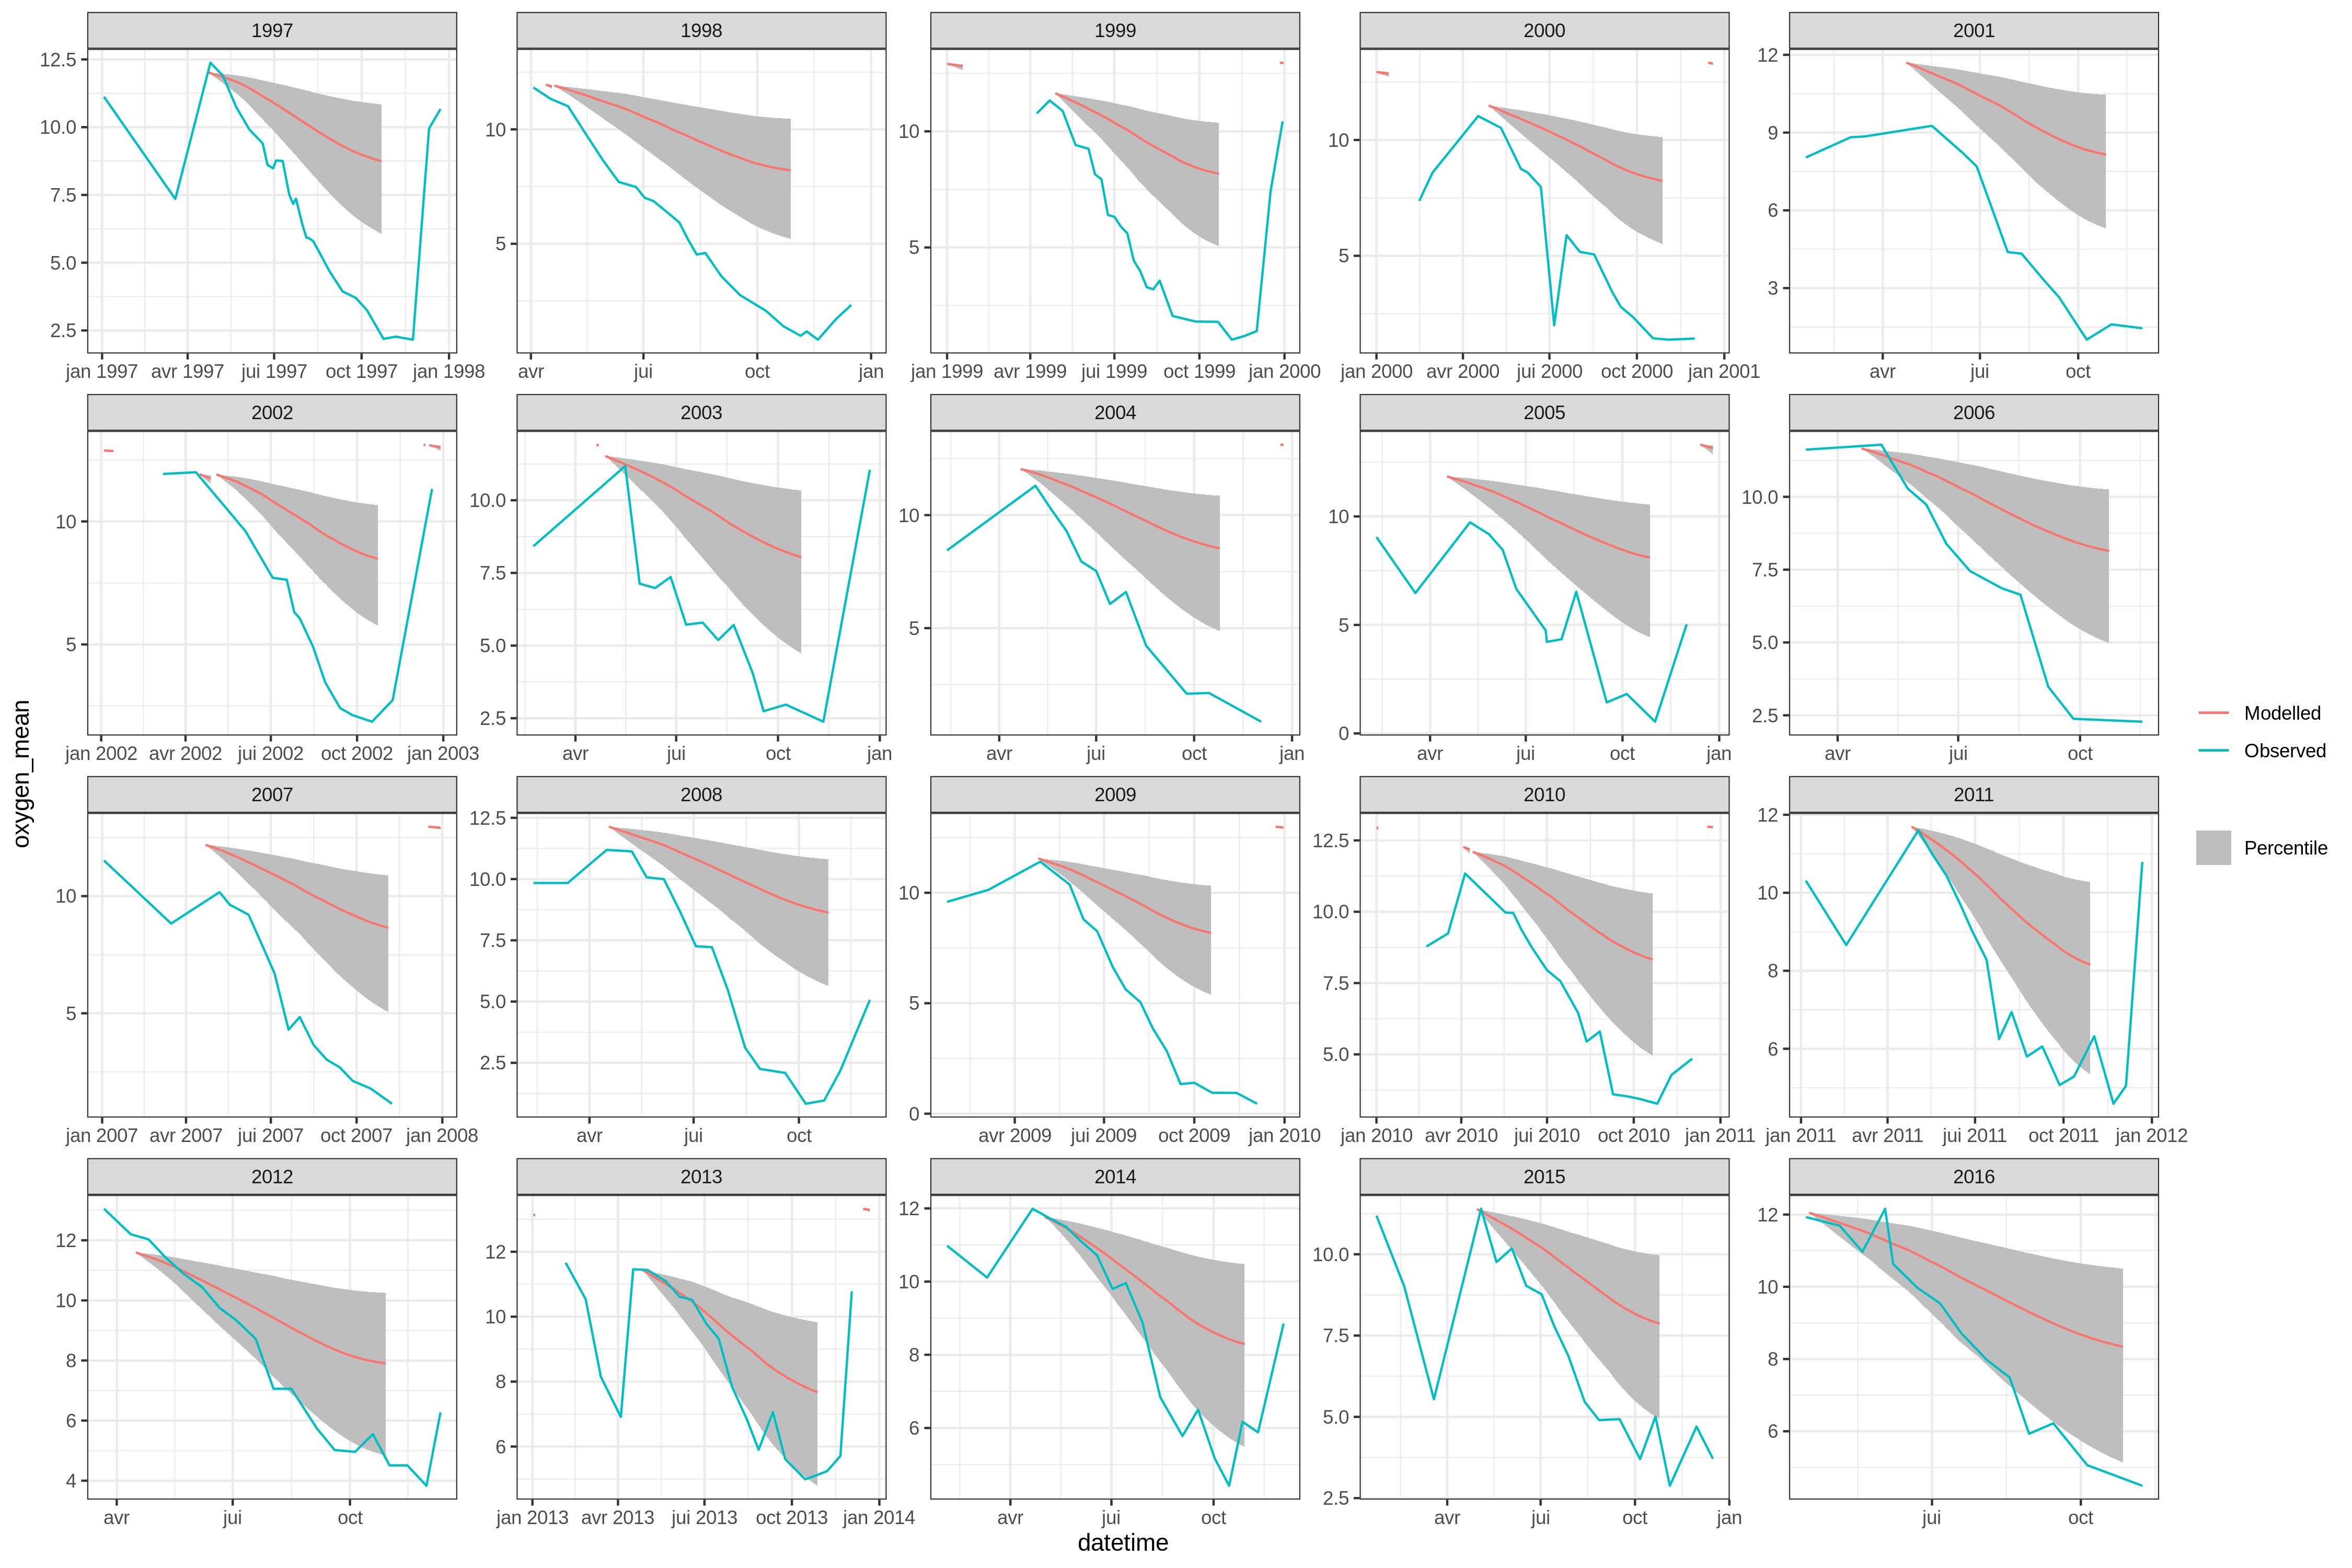 1997 1998 1999 2000 2001
12.5 10.0 7.5 5.0 2.5
10 5
10 5
10 5
12 9 6 3
jan 1997 avr 1997 jui 1997 oct 1997 jan 1998
avr jui oct jan
jan 1999 avr 1999 jui 1999 oct 1999 jan 2000
jan 2000 avr 2000 jui 2000 oct 2000 jan 2001
avr jui oct
2002 2003 2004 2005 2006
10 5
10.0 7.5 5.0 2.5
10 5
10 5 0
10.0 7.5 5.0 2.5
jan 2002 avr 2002 jui 2002 oct 2002 jan 2003
avr jui oct jan
avr jui oct jan
avr jui oct jan
avr jui oct
oxygen_mean
Modelled
Observed
Percentile
2007 2008 2009 2010 2011
10 5
12.5 10.0 7.5 5.0 2.5
10 5 0
12.5 10.0 7.5 5.0
12 10 8 6
jan 2007 avr 2007 jui 2007 oct 2007 jan 2008
avr jui oct
avr 2009 jui 2009 oct 2009 jan 2010
jan 2010 avr 2010 jui 2010 oct 2010 jan 2011
jan 2011 avr 2011 jui 2011 oct 2011 jan 2012
2012 2013 2014 2015 2016
12 10 8 6 4
12 10 8 6
12 10 8 6
10.0 7.5 5.0 2.5
12 10 8 6
avr jui oct
jan 2013 avr 2013 jui 2013 oct 2013 jan 2014
avr jui oct
avr jui oct jan
jui oct
datetime